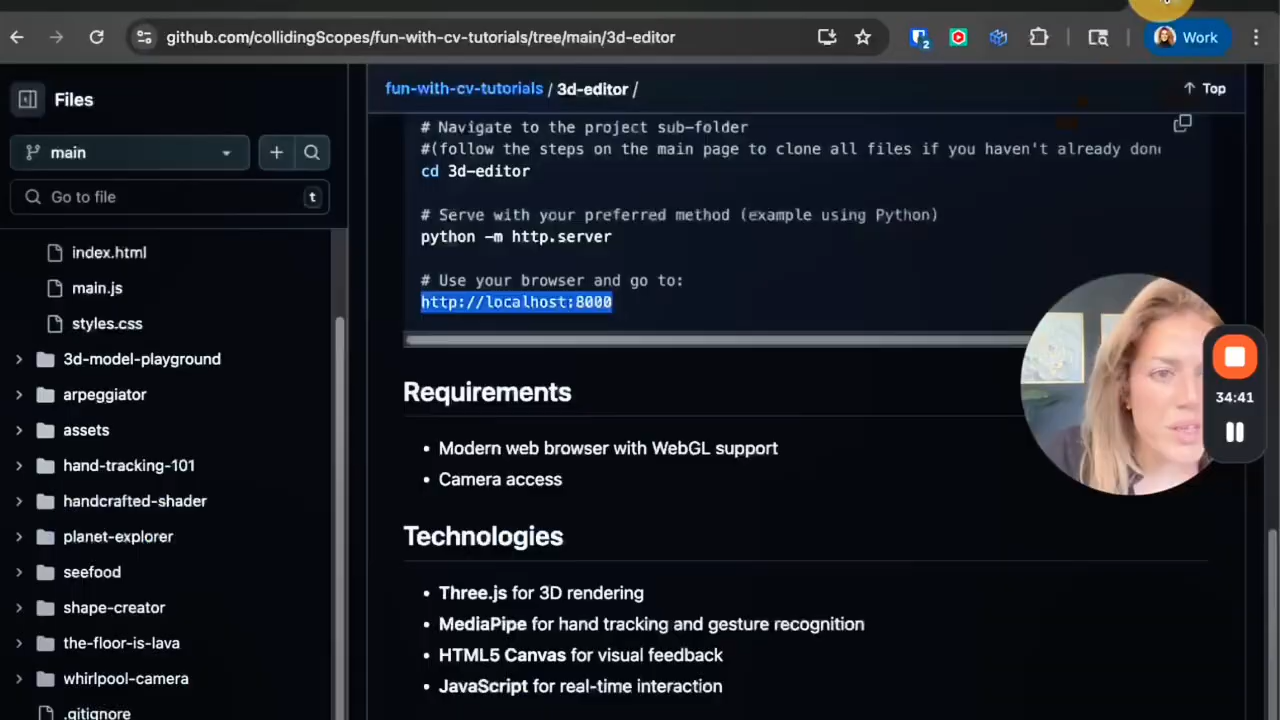 github.com/collidingScopes/fun-with-cv-tutorials/tree/main/3d-editor
2
Work
Files
fun-with-cv-tutorials / 3d-editor /
Top
main
Go to file
t
# Navigate to the project sub-folder
#(follow the steps on the main page to clone all files if you haven't already done
cd 3d-editor
# Serve with your preferred method (example using Python)
python -m http.server
# Use your browser and go to:
http://localhost:8000
index.html
main.js
styles.css
3d-model-playground
arpeggiator
assets
hand-tracking-101
handcrafted-shader
planet-explorer
seefood
shape-creator
the-floor-is-lava
whirlpool-camera
.gitignore
Requirements
• Modern web browser with WebGL support
• Camera access
Technologies
• Three.js for 3D rendering
• MediaPipe for hand tracking and gesture recognition
• HTML5 Canvas for visual feedback
• JavaScript for real-time interaction
34:41